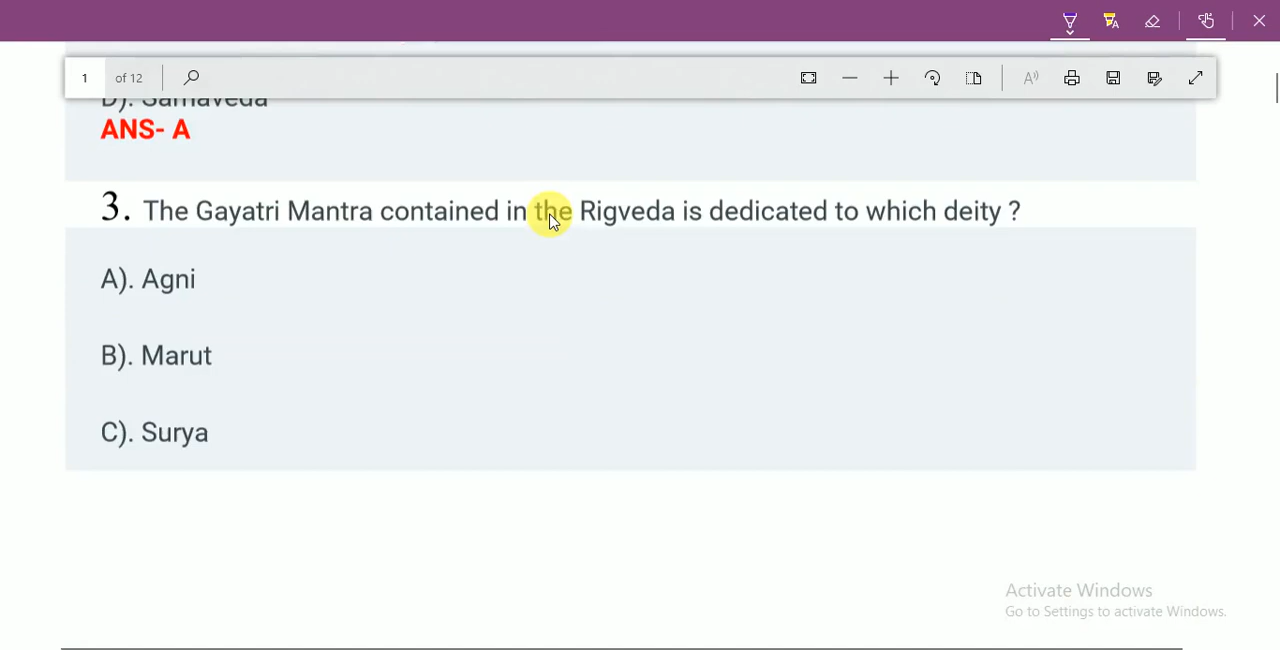 1 of 12
D). Samaveda
ANS- A
3. The Gayatri Mantra contained in the Rigveda is dedicated to which deity ?
A). Agni
B). Marut
C). Surya
Activate Windows
Go to Settings to activate Windows.